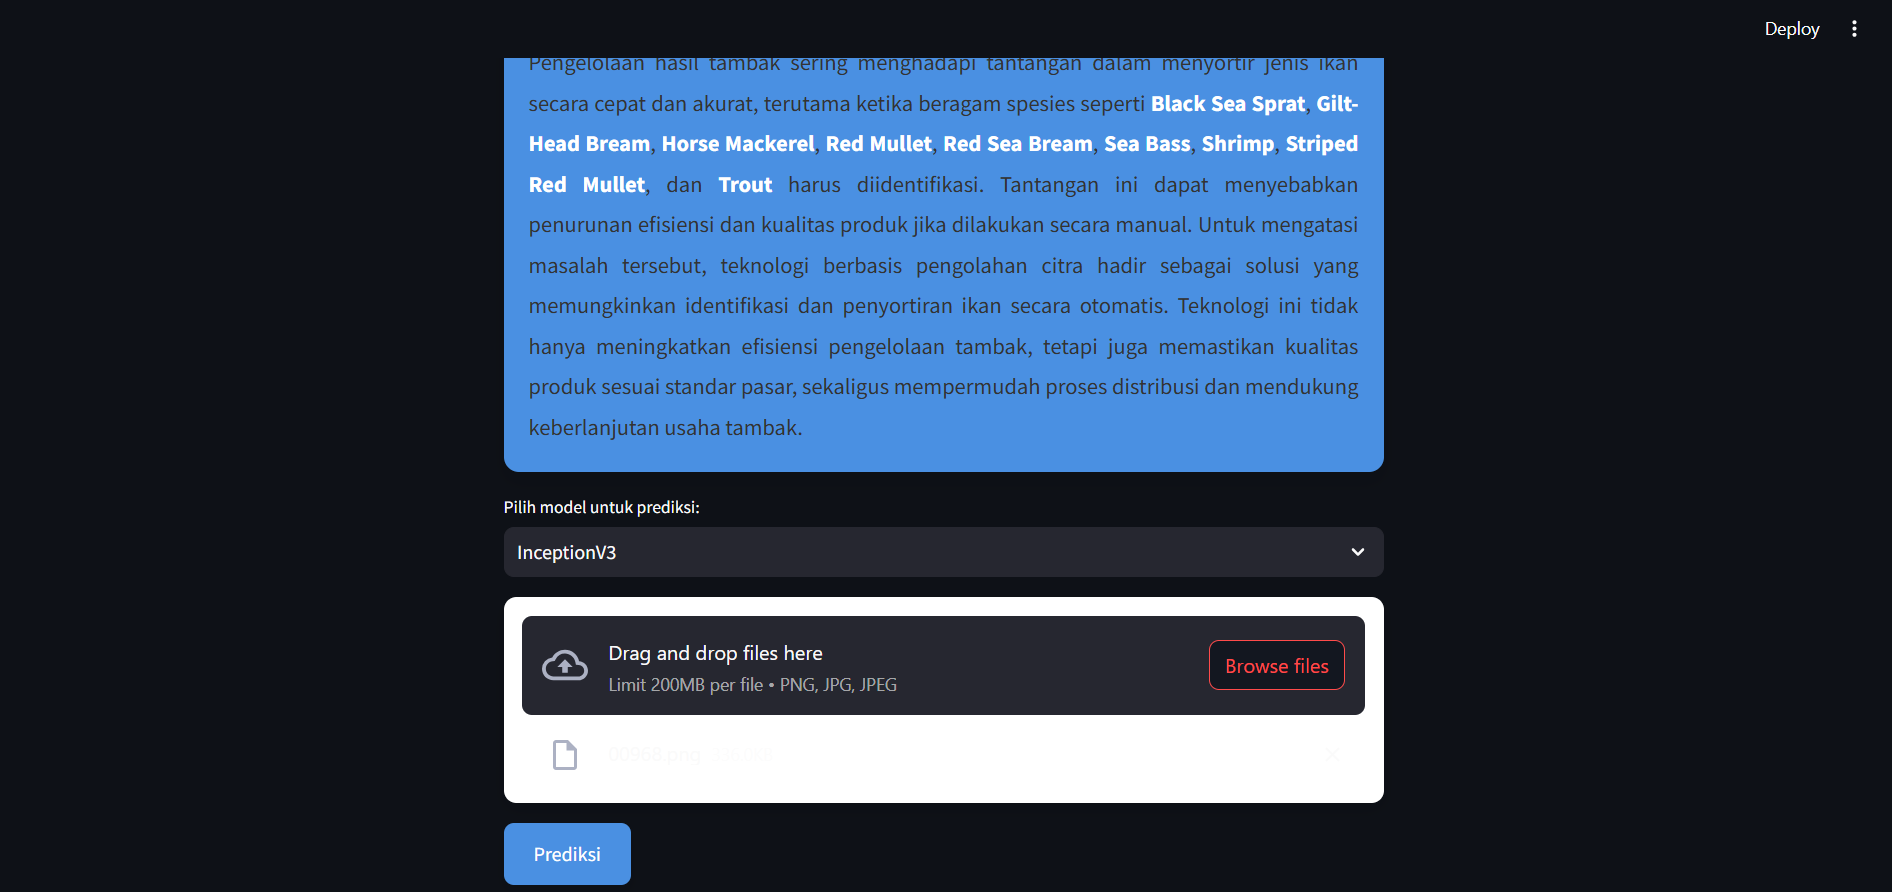 Deploy
Pengelolaan hasil tambak sering menghadapi tantangan dalam menyortir jenis ikan
secara cepat dan akurat, terutama ketika beragam spesies seperti Black Sea Sprat, Gilt-
Head Bream, Horse Mackerel, Red Mullet, Red Sea Bream, Sea Bass, Shrimp, Striped
Red Mullet, dan Trout harus diidentifikasi. Tantangan ini dapat menyebabkan
penurunan efisiensi dan kualitas produk jika dilakukan secara manual. Untuk mengatasi
masalah tersebut, teknologi berbasis pengolahan citra hadir sebagai solusi yang
memungkinkan identifikasi dan penyortiran ikan secara otomatis. Teknologi ini tidak
hanya meningkatkan efisiensi pengelolaan tambak, tetapi juga memastikan kualitas
produk sesuai standar pasar, sekaligus mempermudah proses distribusi dan mendukung
keberlanjutan usaha tambak.
Pilih model untuk prediksi:
InceptionV3
Drag and drop files here
Limit 200MB per file • PNG, JPG, JPEG
Browse files
00968.png
Prediksi